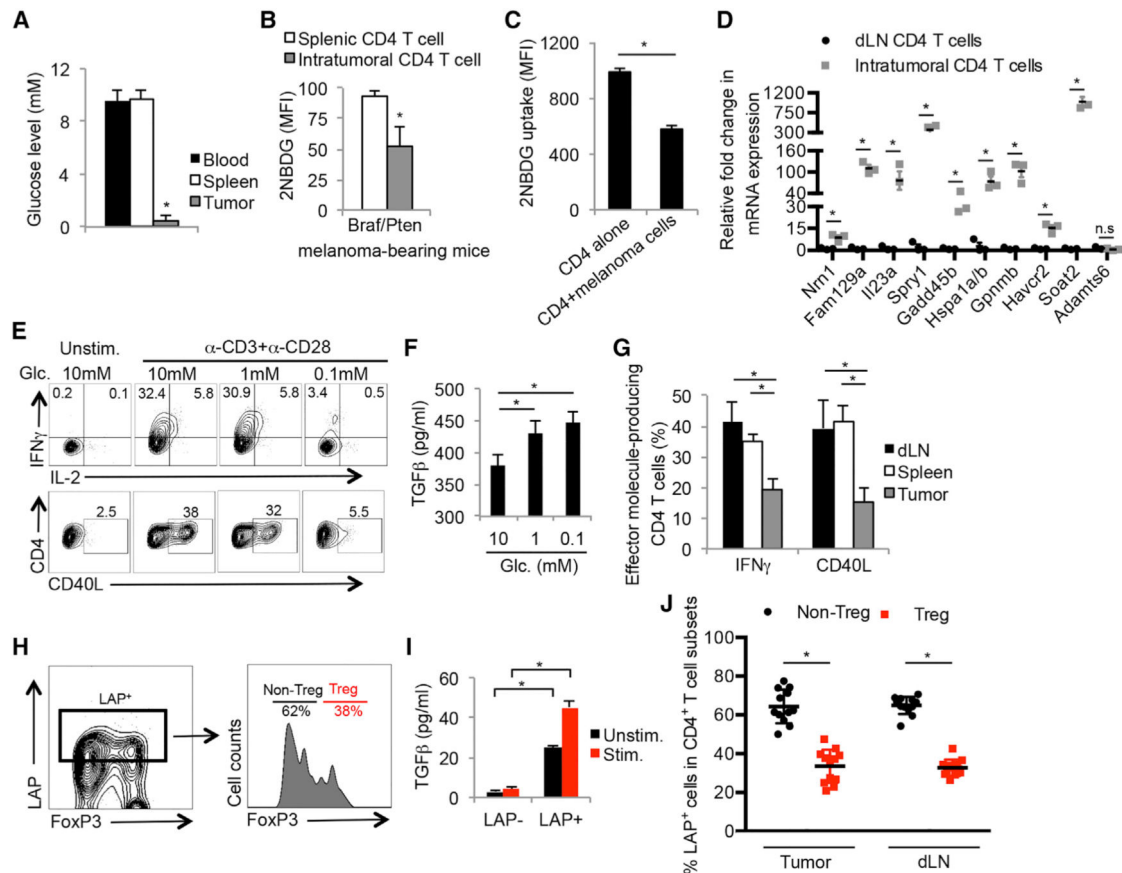 A
Glucose level (mM)
12
8
4
0
Blood
Spleen
Tumor
*
B
Splenic CD4 T cell
Intratumoral CD4 T cell
2NBDG (MFI)
100
75
50
25
0
*
Braf/Pten
melanoma-bearing mice
C
2NBDG uptake (MFI)
1000
800
600
400
200
0
*
CD4 alone
CD4+melanoma cells
D
dLN CD4 T cells
Intratumoral CD4 T cells
Relative fold change in
mRNA expression
1200
750
300
160
100
40
15
10
5
0
* * * * * * * * * n.s
Nrn1
Fam129a
Il23a
Spry1
Gadd45b
Hspa1a/b
Gpnmb
Havcr2
Soat2
Adamts6
E
Unstim. α-CD3+α-CD28
Glc. 10mM 10mM 1mM 0.1mM
0.2 0.1 32.4 5.8 30.9 5.8 3.4 0.5
IFNγ
IL-2
2.5 38 32 5.5
CD4
CD40L
F
TGFβ (pg/ml)
500
450
400
350
300
*
*
10 1 0.1
Glc. (mM)
G
Effector molecule-producing
CD4 T cells (%)
50
40
30
20
10
0
* *
* *
dLN
Spleen
Tumor
IFNγ CD40L
H
LAP
LAP+
FoxP3
Cell counts
Non-Treg Treg
62% 38%
FoxP3
I
TGFβ (pg/ml)
60
40
20
0
*
*
Unstim.
Stim.
LAP- LAP+
J
Non-Treg Treg
% LAP+ cells in CD4+ T cell subsets
100
80
60
40
20
0
* *
Tumor dLN